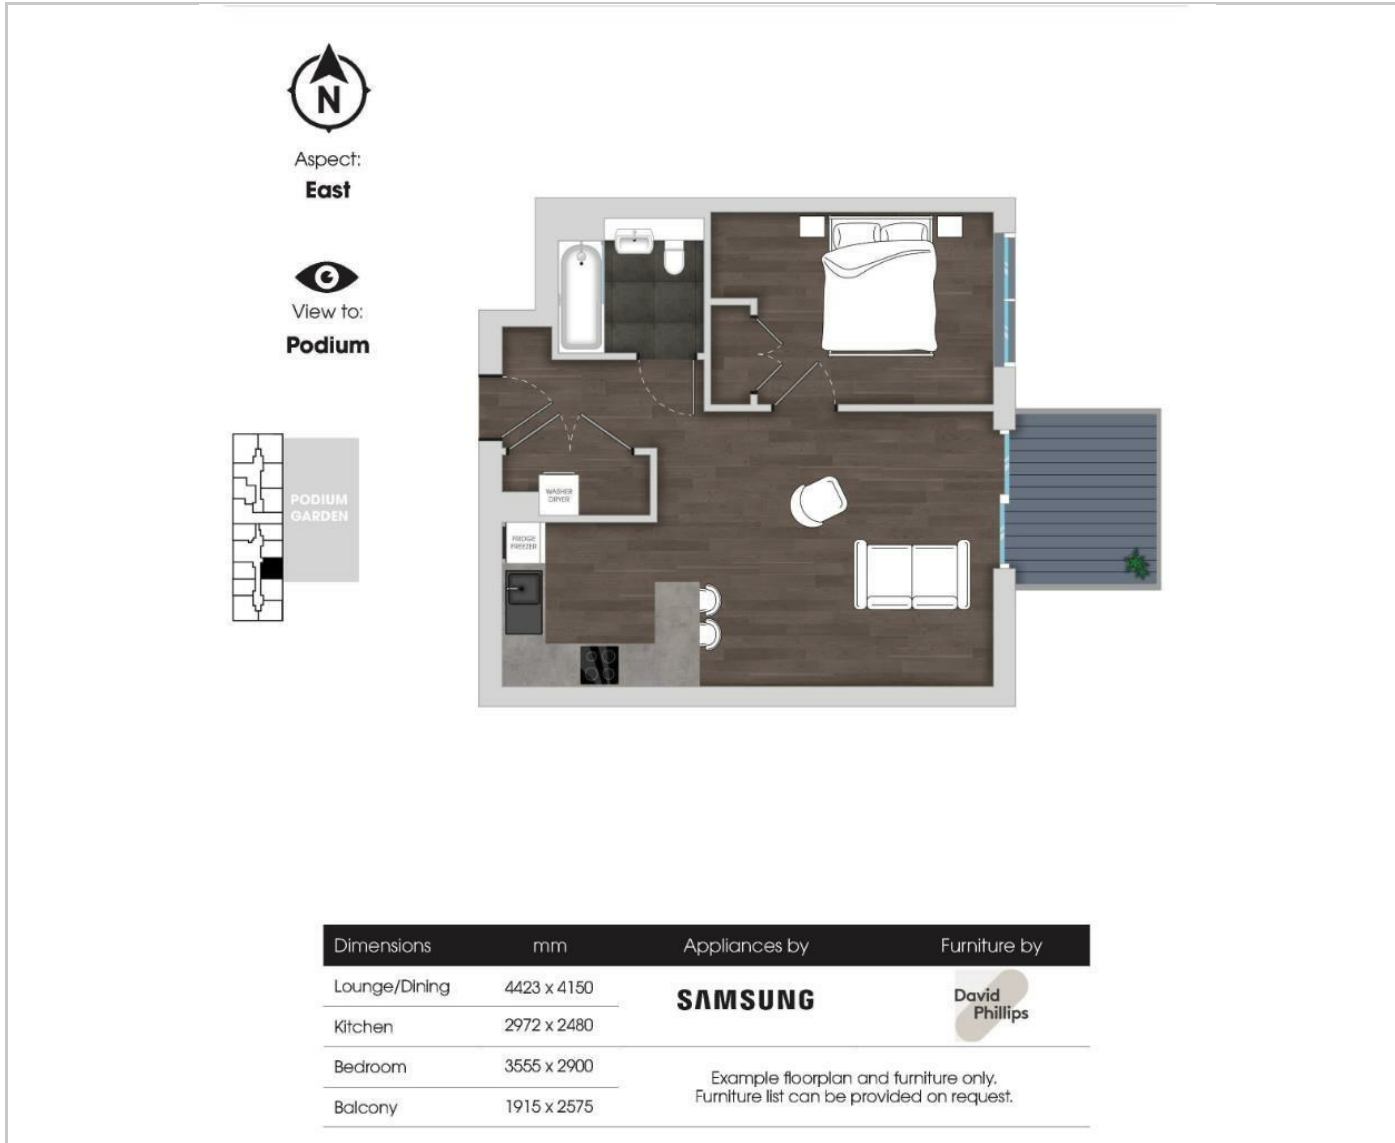 N
Aspect:
East
View to:
Podium
PODIUM
GARDEN
WASHER
DRYER
FRIDGE
FREEZER
Dimensions mm Appliances by Furniture by
Lounge/Dining 4423 x 4150
SAMSUNG
David
Phillips
Kitchen 2972 x 2480
Bedroom 3555 x 2900
Example floorplan and furniture only.
Furniture list can be provided on request.
Balcony 1915 x 2575